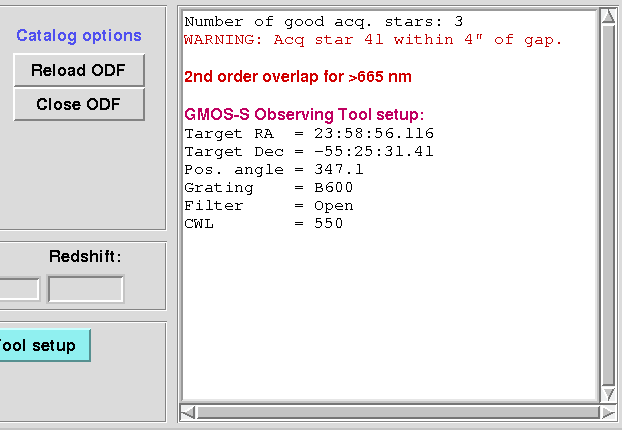 Catalog options
Reload ODF
Close ODF
Redshift:
ool setup
Number of good acq. stars: 3
WARNING: Acq star 41 within 4" of gap.
2nd order overlap for >665 nm
GMOS-S Observing Tool setup:
Target RA = 23:58:56.116
Target Dec = -55:25:31.41
Pos. angle = 347.1
Grating = B600
Filter = Open
CWL = 550